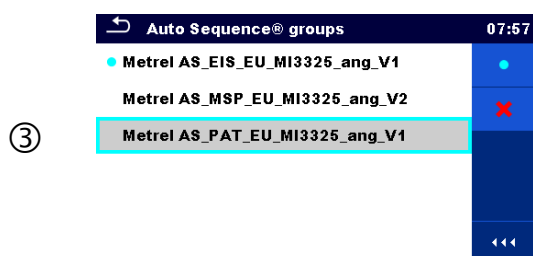 Auto Sequence® groups 07:57
Metrel AS_EIS_EU_MI3325_ang_V1
Metrel AS_MSP_EU_MI3325_ang_V2
③ Metrel AS_PAT_EU_MI3325_ang_V1